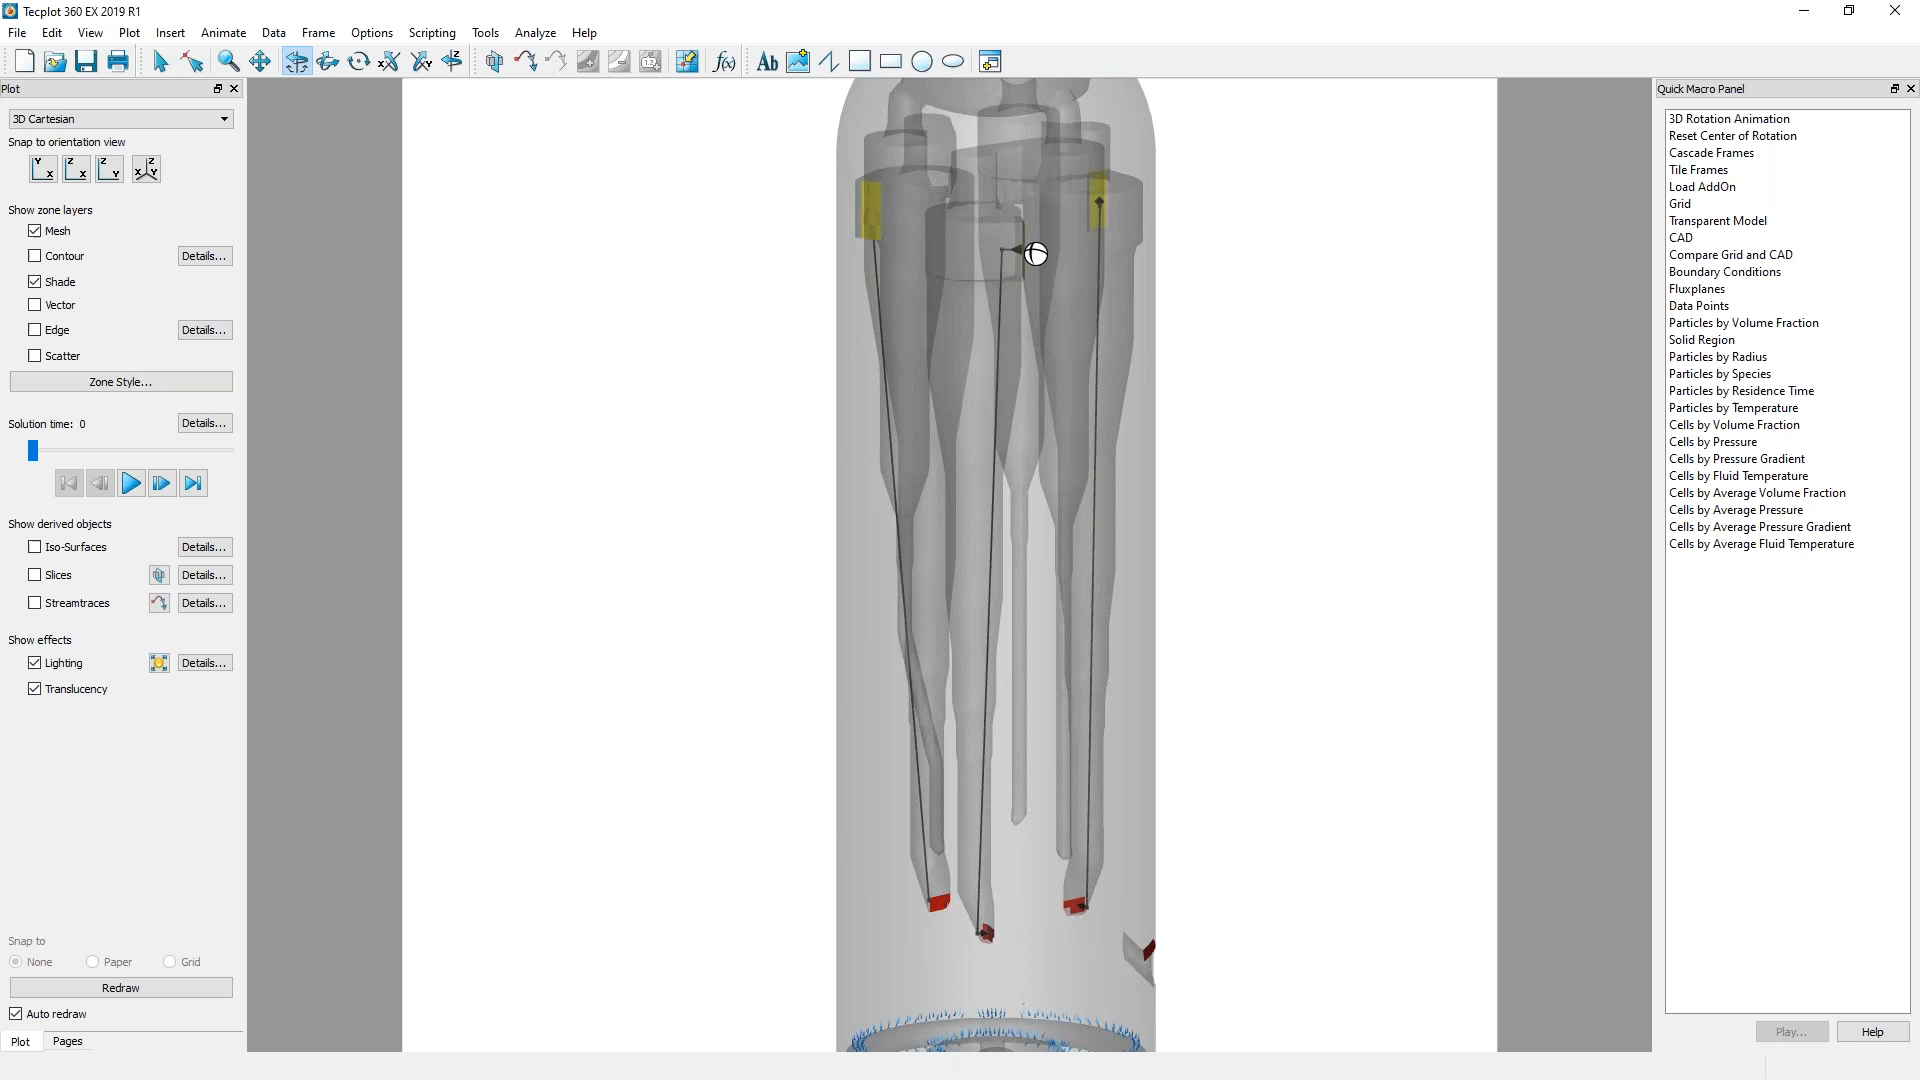 Tecplot 360 EX 2019 R1
File Edit View Plot Insert Animate Data Frame Options Scripting Tools Analyze Help
Plot
3D Cartesian
Snap to orientation view
Show zone layers
Mesh
Contour Details...
Shade
Vector
Edge Details...
Scatter
Zone Style...
Solution time: 0 Details...
Show derived objects
Iso-Surfaces Details...
Slices Details...
Streamtraces Details...
Show effects
Lighting Details...
Translucency
Snap to
None Paper Grid
Redraw
Auto redraw
Plot Pages
Quick Macro Panel
3D Rotation Animation
Reset Center of Rotation
Cascade Frames
Tile Frames
Load AddOn
Grid
Transparent Model
CAD
Compare Grid and CAD
Boundary Conditions
Fluxplanes
Data Points
Particles by Volume Fraction
Solid Region
Particles by Radius
Particles by Species
Particles by Residence Time
Particles by Temperature
Cells by Volume Fraction
Cells by Pressure
Cells by Pressure Gradient
Cells by Fluid Temperature
Cells by Average Volume Fraction
Cells by Average Pressure
Cells by Average Pressure Gradient
Cells by Average Fluid Temperature
Play... Help